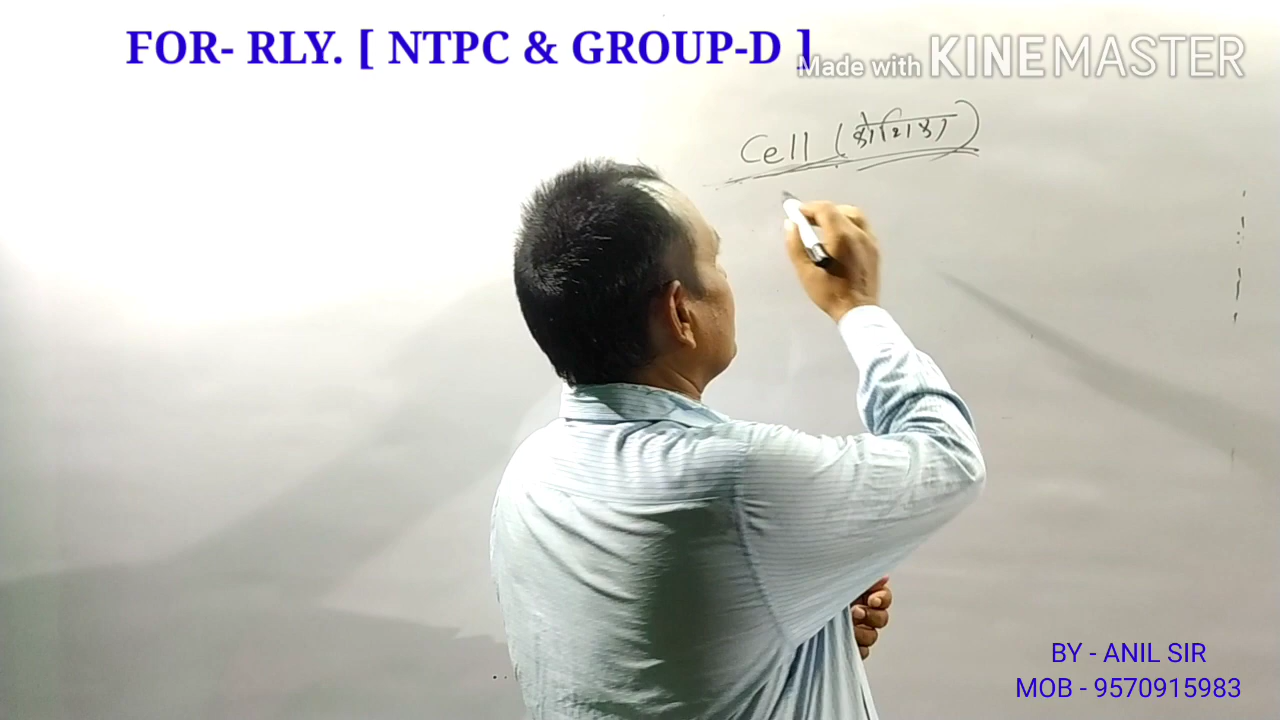 FOR- RLY. [ NTPC & GROUP-D ]
Made with KINEMASTER
Cell (कोशिका)
BY - ANIL SIR
MOB - 9570915983